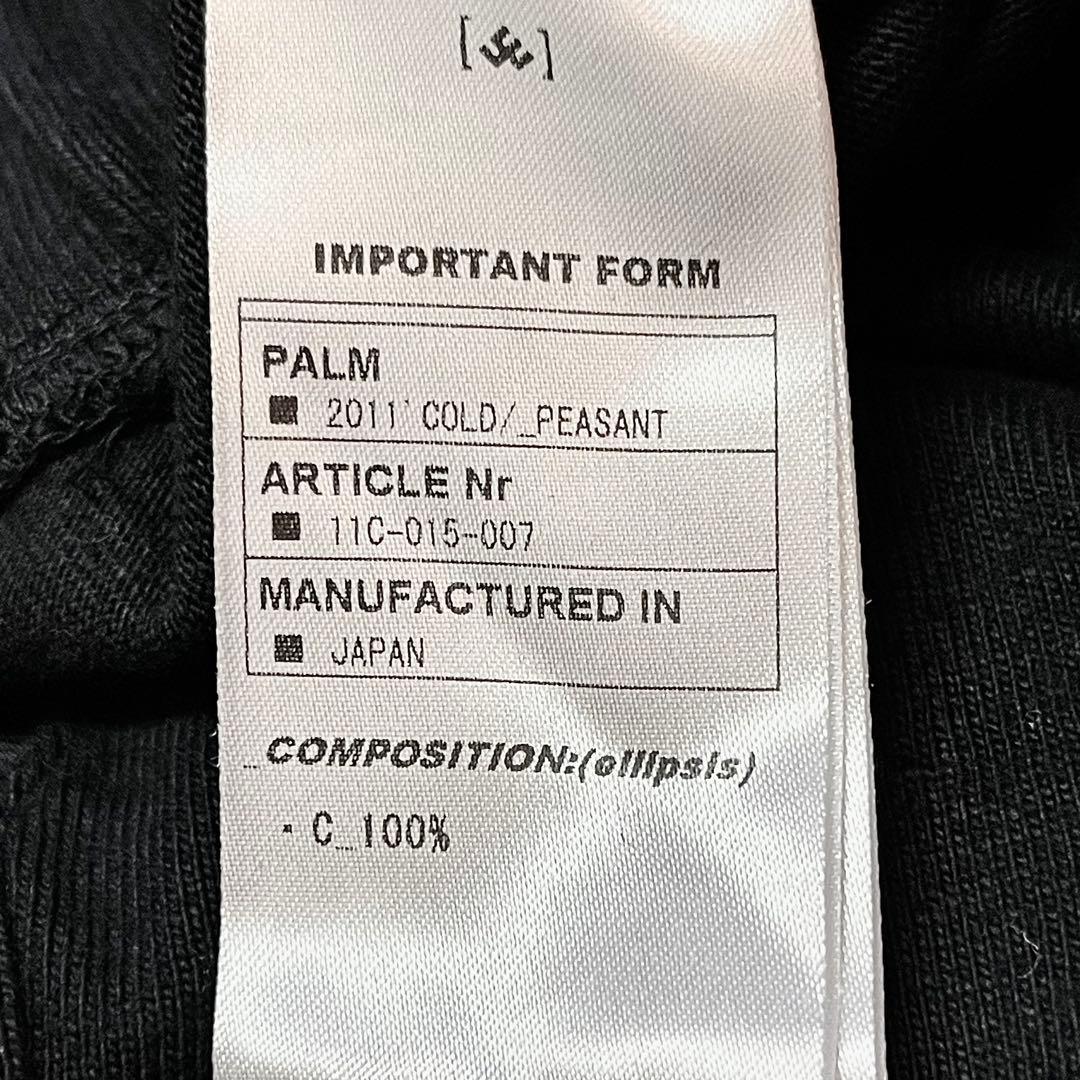 IMPORTANT FORM
PALM
■ 2011' COLD/_PEASANT
ARTICLE Nr
■ 11C-015-007
MANUFACTURED IN
■ JAPAN
_COMPOSITION:(ellipsis)
・C_100%